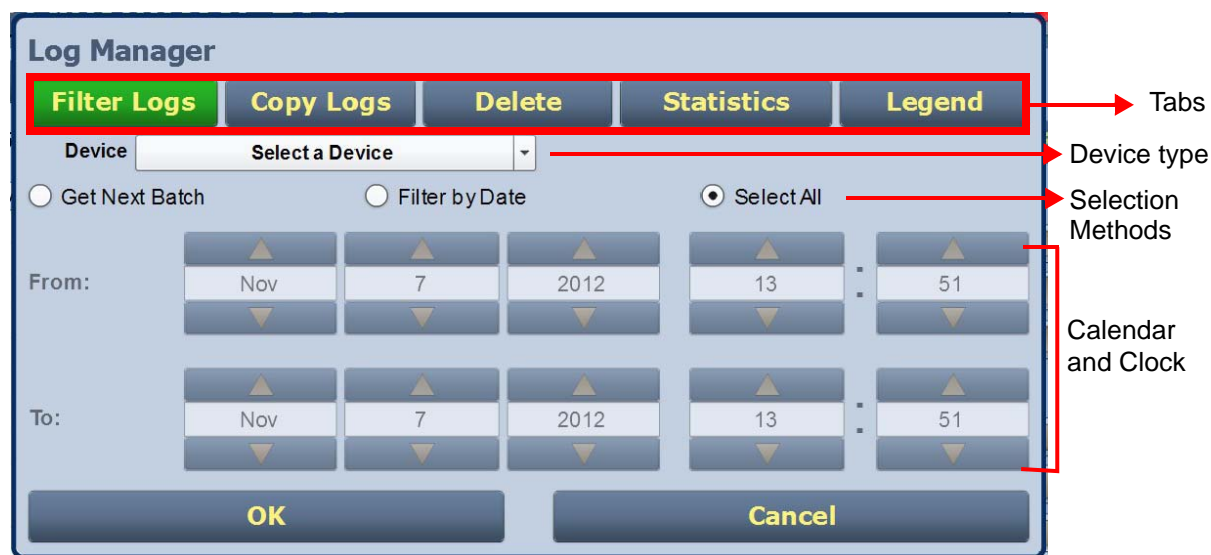 Log Manager
Filter Logs Copy Logs Delete Statistics Legend
Tabs
Device Select a Device
Device type
Get Next Batch Filter by Date Select All
Selection
Methods
From: Nov 7 2012 13 : 51
Calendar
and Clock
To: Nov 7 2012 13 : 51
OK Cancel